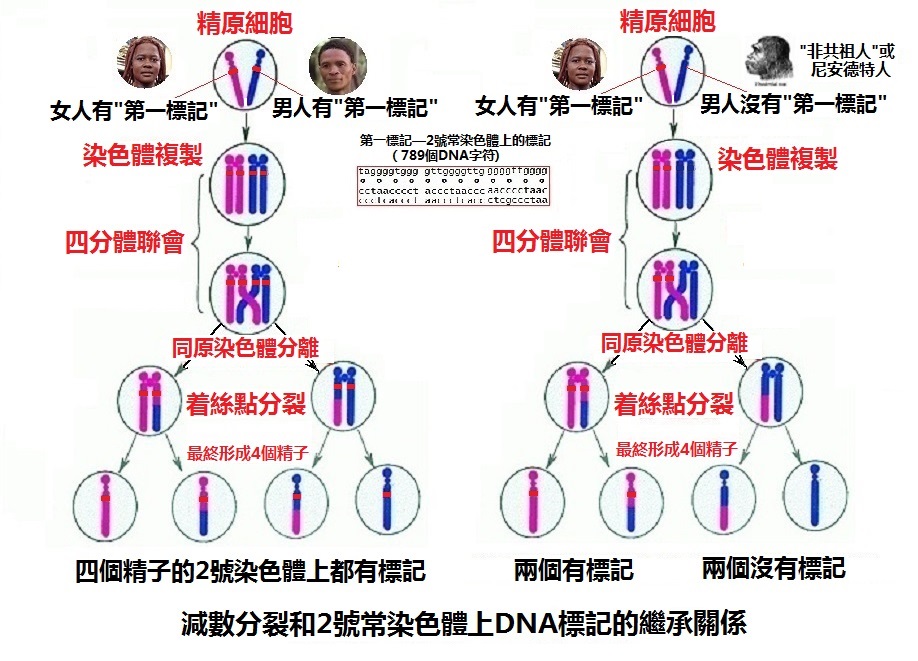 精原細胞
女人有"第一標記"
男人有"第一標記"
染色體複製
四分體聯會
同原染色體分離
着絲點分裂
最終形成4個精子
四個精子的2號染色體上都有標記
第一標記—2號常染色體上的標記
(789個DNA字符)
taggggtggg gttggggttg ggggttgggg
cctaacccct accctaaccc aacccctaac
精原細胞
"非共祖人"或
尼安德特人
女人有"第一標記"
男人沒有"第一標記"
染色體複製
四分體聯會
同原染色體分離
着絲點分裂
最終形成4個精子
兩個有標記
兩個沒有標記
減數分裂和2號常染色體上DNA標記的繼承關係